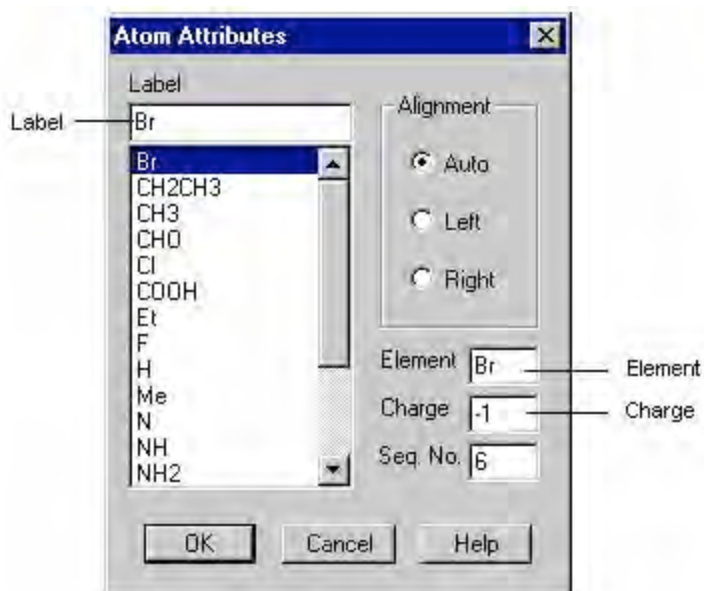 Atom Attributes
Label
Label
Br
Br
CH2CH3
CH3
CHO
Cl
COOH
Et
F
H
Me
N
NH
NH2
Alignment
Auto
Left
Right
Element Br
Element
Charge -1
Charge
Seq. No. 6
OK Cancel Help